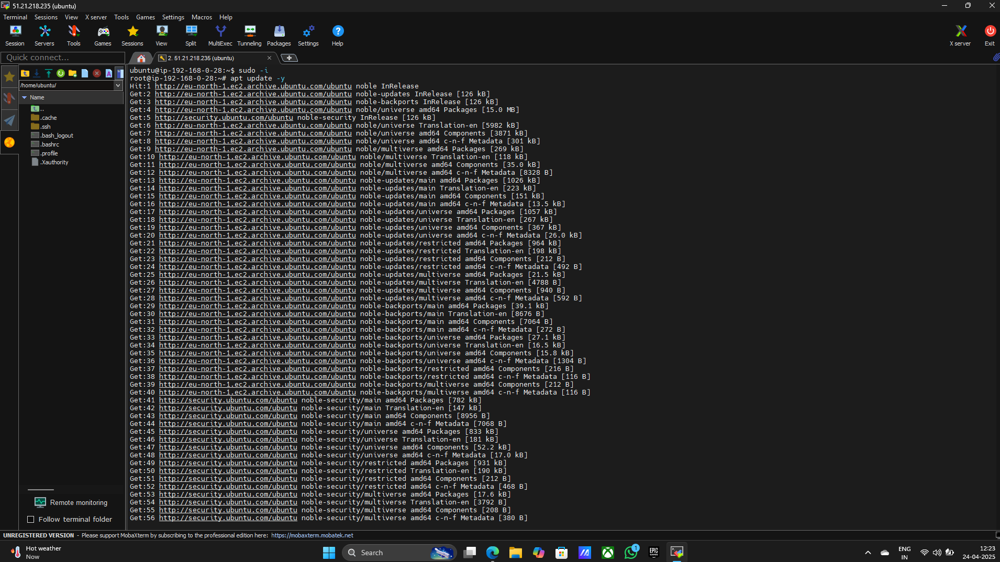 51.21.218.235 (ubuntu)
Terminal Sessions View X server Tools Games Settings Macros Help
Session Servers Tools Games Sessions View Split MultiExec Tunneling Packages Settings Help X server Exit
Quick connect...
2. 51.21.218.235 (ubuntu)
/home/ubuntu/
Name
..
.cache
.ssh
.bash_logout
.bashrc
.profile
.Xauthority
Remote monitoring
Follow terminal folder
ubuntu@ip-192-168-0-28:~$ sudo -i
root@ip-192-168-0-28:~# apt update -y
Hit:1 http://eu-north-1.ec2.archive.ubuntu.com/ubuntu noble InRelease
Get:2 http://eu-north-1.ec2.archive.ubuntu.com/ubuntu noble-updates InRelease [126 kB]
Get:3 http://eu-north-1.ec2.archive.ubuntu.com/ubuntu noble-backports InRelease [126 kB]
Get:4 http://eu-north-1.ec2.archive.ubuntu.com/ubuntu noble/universe amd64 Packages [15.0 MB]
Get:5 http://security.ubuntu.com/ubuntu noble-security InRelease [126 kB]
Get:6 http://eu-north-1.ec2.archive.ubuntu.com/ubuntu noble/universe Translation-en [5982 kB]
Get:7 http://eu-north-1.ec2.archive.ubuntu.com/ubuntu noble/universe amd64 Components [3871 kB]
Get:8 http://eu-north-1.ec2.archive.ubuntu.com/ubuntu noble/universe amd64 c-n-f Metadata [301 kB]
Get:9 http://eu-north-1.ec2.archive.ubuntu.com/ubuntu noble/multiverse amd64 Packages [269 kB]
Get:10 http://eu-north-1.ec2.archive.ubuntu.com/ubuntu noble/multiverse Translation-en [118 kB]
Get:11 http://eu-north-1.ec2.archive.ubuntu.com/ubuntu noble/multiverse amd64 Components [35.0 kB]
Get:12 http://eu-north-1.ec2.archive.ubuntu.com/ubuntu noble/multiverse amd64 c-n-f Metadata [8328 B]
Get:13 http://eu-north-1.ec2.archive.ubuntu.com/ubuntu noble-updates/main amd64 Packages [1026 kB]
Get:14 http://eu-north-1.ec2.archive.ubuntu.com/ubuntu noble-updates/main Translation-en [223 kB]
Get:15 http://eu-north-1.ec2.archive.ubuntu.com/ubuntu noble-updates/main amd64 Components [151 kB]
Get:16 http://eu-north-1.ec2.archive.ubuntu.com/ubuntu noble-updates/main amd64 c-n-f Metadata [13.5 kB]
Get:17 http://eu-north-1.ec2.archive.ubuntu.com/ubuntu noble-updates/universe amd64 Packages [1057 kB]
Get:18 http://eu-north-1.ec2.archive.ubuntu.com/ubuntu noble-updates/universe Translation-en [267 kB]
Get:19 http://eu-north-1.ec2.archive.ubuntu.com/ubuntu noble-updates/universe amd64 Components [367 kB]
Get:20 http://eu-north-1.ec2.archive.ubuntu.com/ubuntu noble-updates/universe amd64 c-n-f Metadata [26.0 kB]
Get:21 http://eu-north-1.ec2.archive.ubuntu.com/ubuntu noble-updates/restricted amd64 Packages [964 kB]
Get:22 http://eu-north-1.ec2.archive.ubuntu.com/ubuntu noble-updates/restricted Translation-en [198 kB]
Get:23 http://eu-north-1.ec2.archive.ubuntu.com/ubuntu noble-updates/restricted amd64 Components [212 B]
Get:24 http://eu-north-1.ec2.archive.ubuntu.com/ubuntu noble-updates/restricted amd64 c-n-f Metadata [492 B]
Get:25 http://eu-north-1.ec2.archive.ubuntu.com/ubuntu noble-updates/multiverse amd64 Packages [21.5 kB]
Get:26 http://eu-north-1.ec2.archive.ubuntu.com/ubuntu noble-updates/multiverse Translation-en [4788 B]
Get:27 http://eu-north-1.ec2.archive.ubuntu.com/ubuntu noble-updates/multiverse amd64 Components [940 B]
Get:28 http://eu-north-1.ec2.archive.ubuntu.com/ubuntu noble-updates/multiverse amd64 c-n-f Metadata [592 B]
Get:29 http://eu-north-1.ec2.archive.ubuntu.com/ubuntu noble-backports/main amd64 Packages [39.1 kB]
Get:30 http://eu-north-1.ec2.archive.ubuntu.com/ubuntu noble-backports/main Translation-en [8676 B]
Get:31 http://eu-north-1.ec2.archive.ubuntu.com/ubuntu noble-backports/main amd64 Components [7064 B]
Get:32 http://eu-north-1.ec2.archive.ubuntu.com/ubuntu noble-backports/main amd64 c-n-f Metadata [272 B]
Get:33 http://eu-north-1.ec2.archive.ubuntu.com/ubuntu noble-backports/universe amd64 Packages [27.1 kB]
Get:34 http://eu-north-1.ec2.archive.ubuntu.com/ubuntu noble-backports/universe Translation-en [16.5 kB]
Get:35 http://eu-north-1.ec2.archive.ubuntu.com/ubuntu noble-backports/universe amd64 Components [15.8 kB]
Get:36 http://eu-north-1.ec2.archive.ubuntu.com/ubuntu noble-backports/universe amd64 c-n-f Metadata [1304 B]
Get:37 http://eu-north-1.ec2.archive.ubuntu.com/ubuntu noble-backports/restricted amd64 Components [216 B]
Get:38 http://eu-north-1.ec2.archive.ubuntu.com/ubuntu noble-backports/restricted amd64 c-n-f Metadata [116 B]
Get:39 http://eu-north-1.ec2.archive.ubuntu.com/ubuntu noble-backports/multiverse amd64 Components [212 B]
Get:40 http://eu-north-1.ec2.archive.ubuntu.com/ubuntu noble-backports/multiverse amd64 c-n-f Metadata [116 B]
Get:41 http://security.ubuntu.com/ubuntu noble-security/main amd64 Packages [782 kB]
Get:42 http://security.ubuntu.com/ubuntu noble-security/main Translation-en [147 kB]
Get:43 http://security.ubuntu.com/ubuntu noble-security/main amd64 Components [8956 B]
Get:44 http://security.ubuntu.com/ubuntu noble-security/main amd64 c-n-f Metadata [7068 B]
Get:45 http://security.ubuntu.com/ubuntu noble-security/universe amd64 Packages [833 kB]
Get:46 http://security.ubuntu.com/ubuntu noble-security/universe Translation-en [181 kB]
Get:47 http://security.ubuntu.com/ubuntu noble-security/universe amd64 Components [52.2 kB]
Get:48 http://security.ubuntu.com/ubuntu noble-security/universe amd64 c-n-f Metadata [17.0 kB]
Get:49 http://security.ubuntu.com/ubuntu noble-security/restricted amd64 Packages [931 kB]
Get:50 http://security.ubuntu.com/ubuntu noble-security/restricted Translation-en [190 kB]
Get:51 http://security.ubuntu.com/ubuntu noble-security/restricted amd64 Components [212 B]
Get:52 http://security.ubuntu.com/ubuntu noble-security/restricted amd64 c-n-f Metadata [468 B]
Get:53 http://security.ubuntu.com/ubuntu noble-security/multiverse amd64 Packages [17.6 kB]
Get:54 http://security.ubuntu.com/ubuntu noble-security/multiverse Translation-en [3792 B]
Get:55 http://security.ubuntu.com/ubuntu noble-security/multiverse amd64 Components [208 B]
Get:56 http://security.ubuntu.com/ubuntu noble-security/multiverse amd64 c-n-f Metadata [380 B]
UNREGISTERED VERSION - Please support MobaXterm by subscribing to the professional edition here: https://mobaxterm.mobatek.net
Hot weather
Now
Search
1
EPIC
GAMES
ENG
IN
12:23
24-04-2025